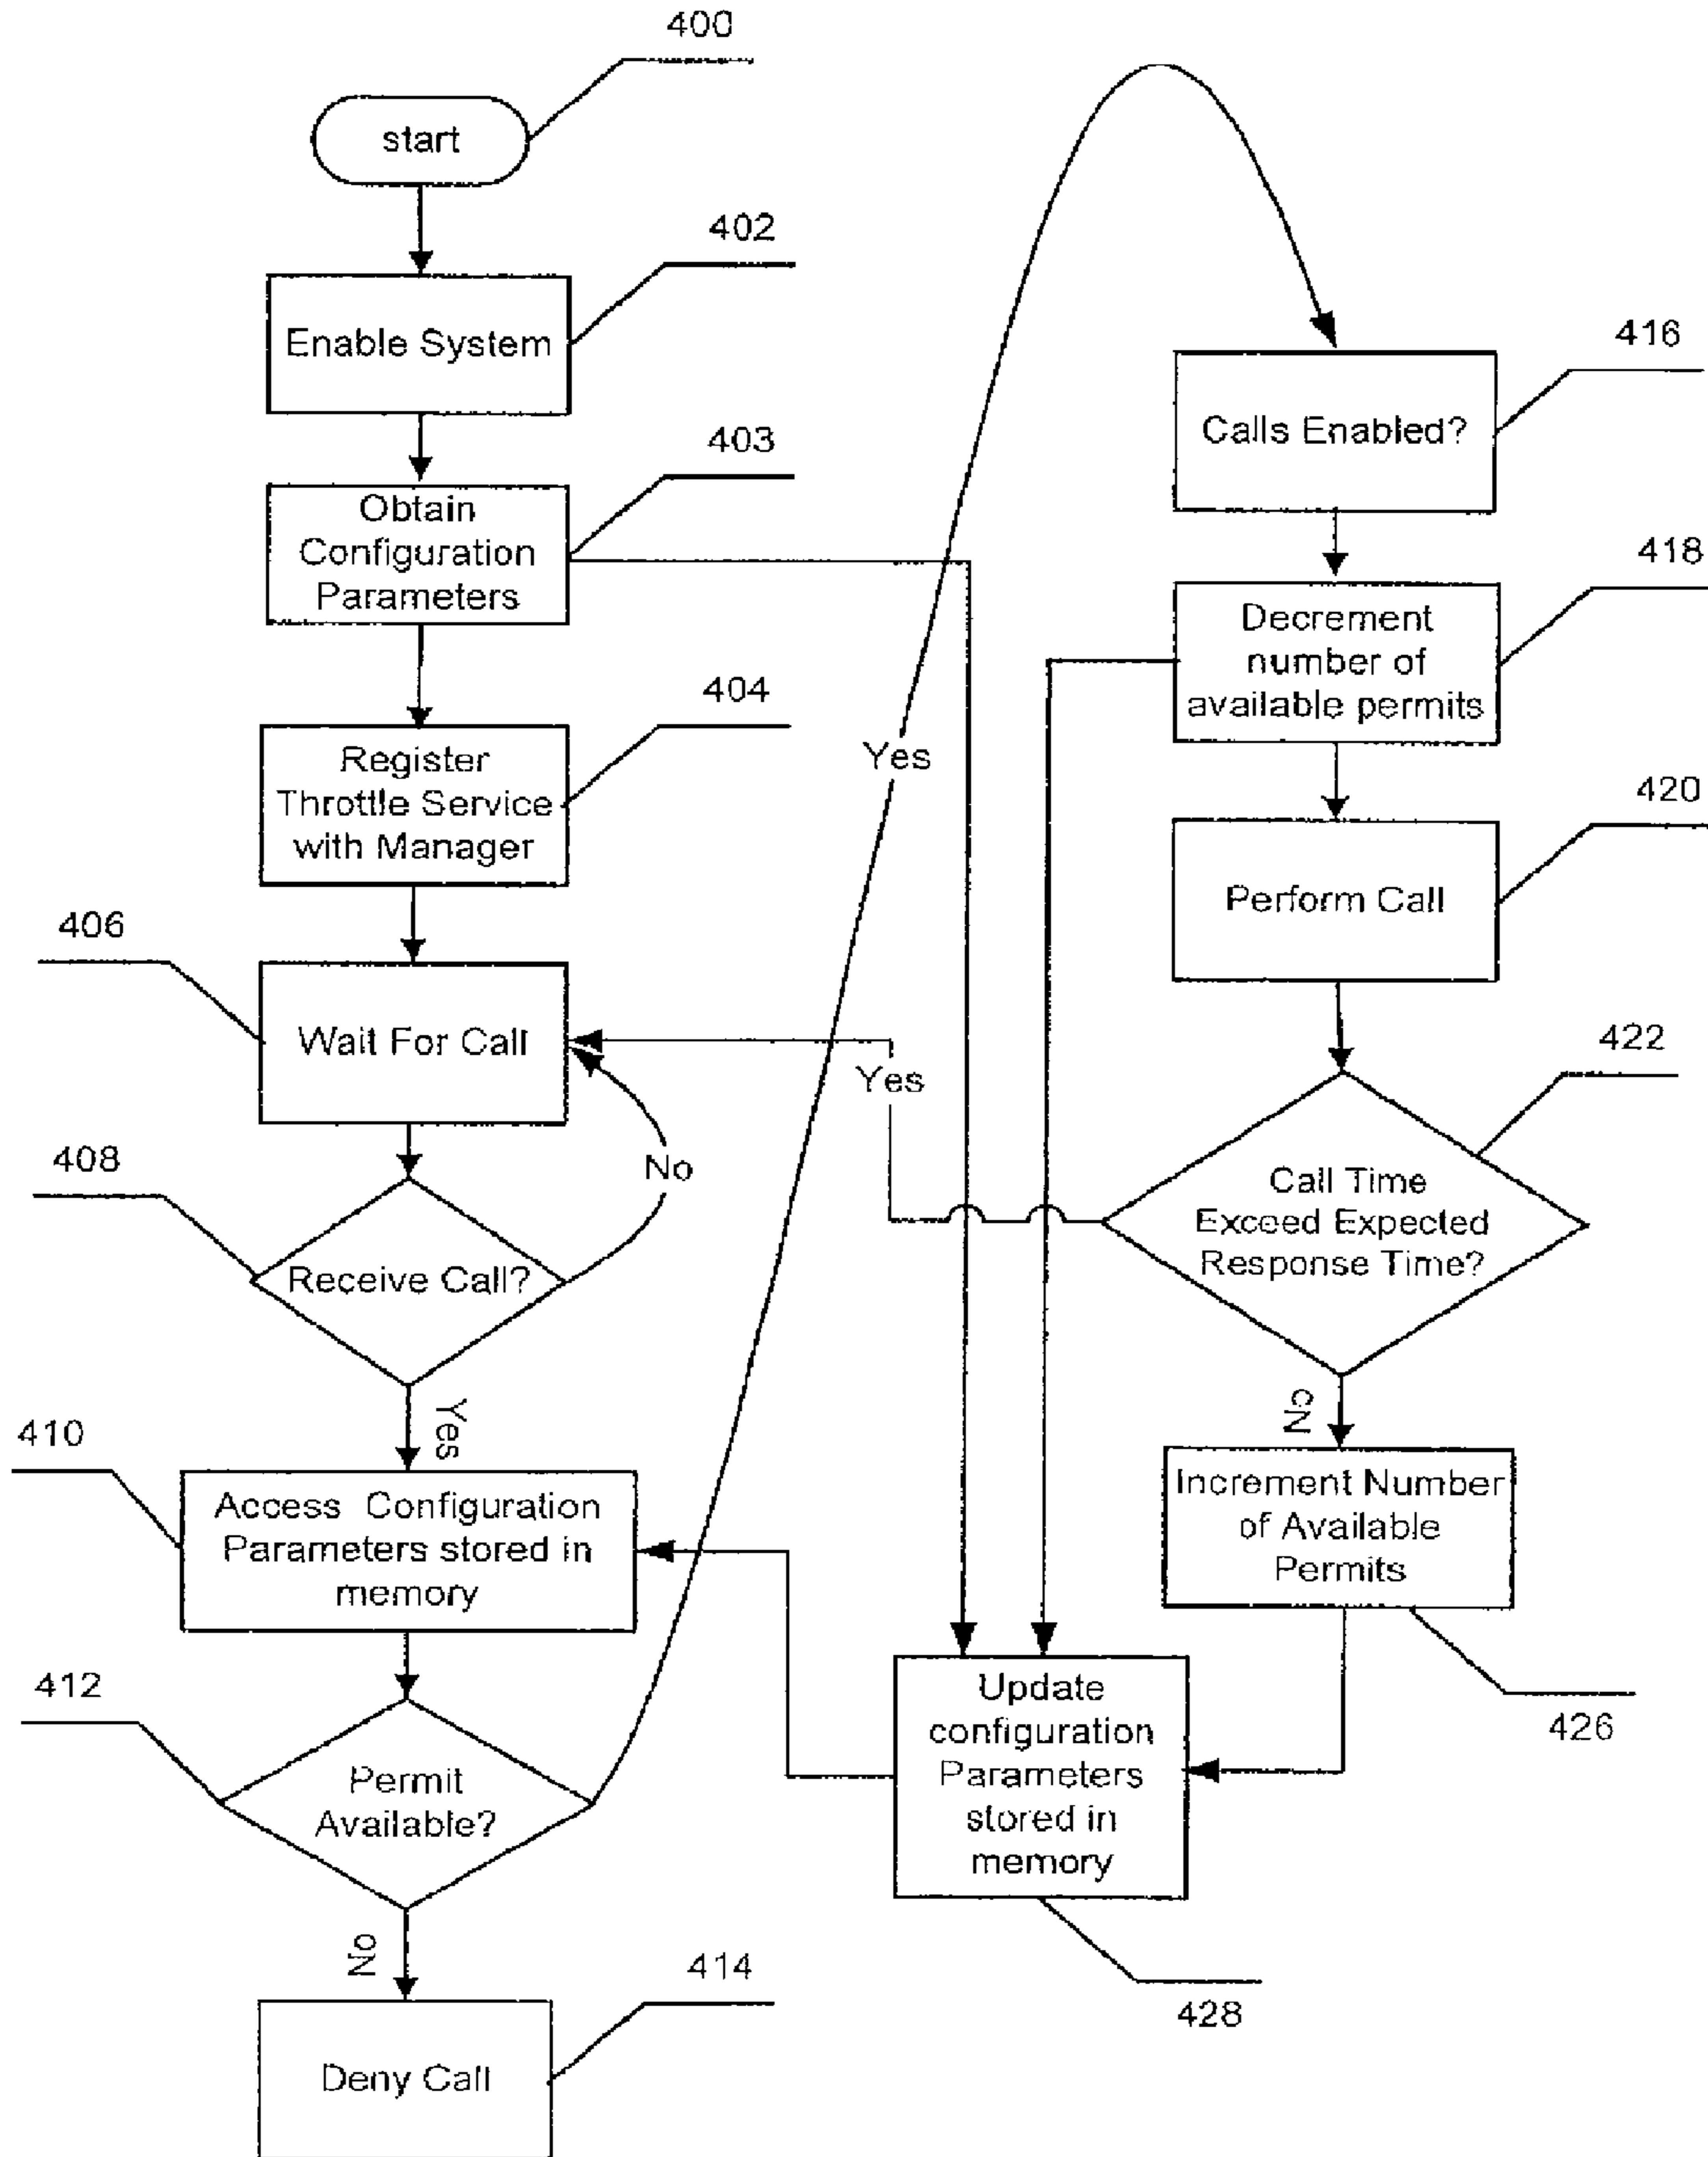 400
start
402
Enable System
403
Obtain
Configuration
Parameters
404
Register
Throttle Service
with Manager
406
Wait For Call
408
No
Receive Call?
Yes
410
Access Configuration
Parameters stored in
memory
412
Permit
Available?
No
414
Deny Call
Yes
416
Calls Enabled?
418
Decrement
number of
available permits
420
Perform Call
422
Yes
Call Time
Exceed Expected
Response Time?
No
Increment Number
of Available
Permits
426
Update
configuration
Parameters
stored in
memory
428